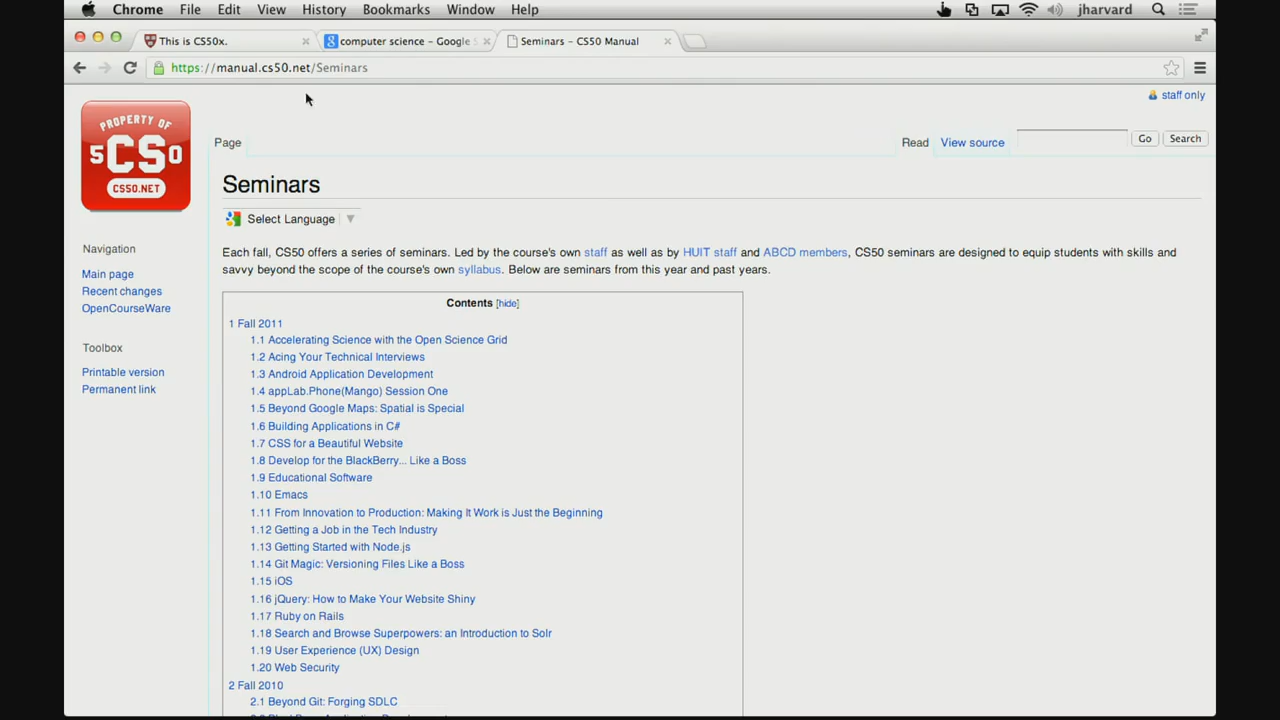 Chrome File Edit View History Bookmarks Window Help jharvard
This is CS50x. computer science - Google Seminars - CS50 Manual
https://manual.cs50.net/Seminars
staff only
PROPERTY OF
5CS0
CS50.NET
Page Read View source Go Search
Seminars
Select Language
Each fall, CS50 offers a series of seminars. Led by the course's own staff as well as by HUIT staff and ABCD members, CS50 seminars are designed to equip students with skills and
savvy beyond the scope of the course's own syllabus. Below are seminars from this year and past years.
Navigation
Main page
Recent changes
OpenCourseWare
Toolbox
Printable version
Permanent link
Contents [hide]
1 Fall 2011
1.1 Accelerating Science with the Open Science Grid
1.2 Acing Your Technical Interviews
1.3 Android Application Development
1.4 appLab.Phone(Mango) Session One
1.5 Beyond Google Maps: Spatial is Special
1.6 Building Applications in C#
1.7 CSS for a Beautiful Website
1.8 Develop for the BlackBerry... Like a Boss
1.9 Educational Software
1.10 Emacs
1.11 From Innovation to Production: Making It Work is Just the Beginning
1.12 Getting a Job in the Tech Industry
1.13 Getting Started with Node.js
1.14 Git Magic: Versioning Files Like a Boss
1.15 iOS
1.16 jQuery: How to Make Your Website Shiny
1.17 Ruby on Rails
1.18 Search and Browse Superpowers: an Introduction to Solr
1.19 User Experience (UX) Design
1.20 Web Security
2 Fall 2010
2.1 Beyond Git: Forging SDLC